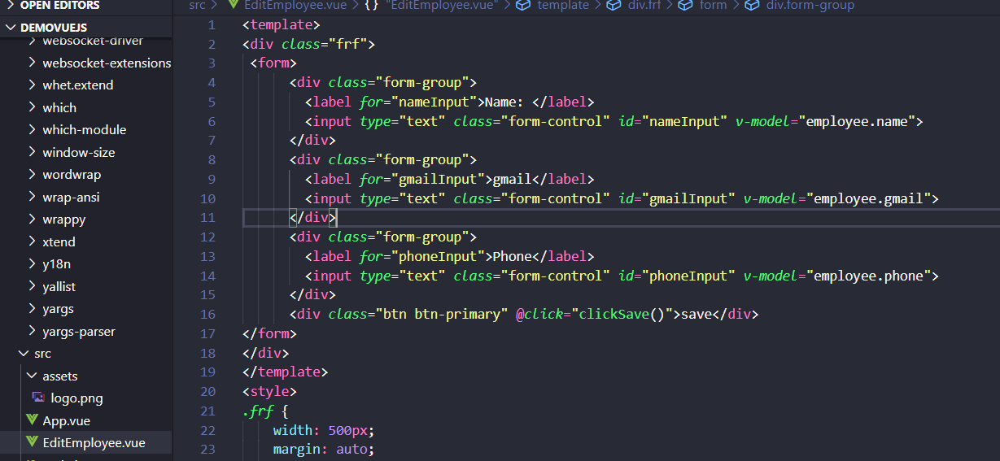 OPEN EDITORS
DEMOVUEJS
websocket-driver
websocket-extensions
whet.extend
which
which-module
window-size
wordwrap
wrap-ansi
wrappy
xtend
y18n
yallist
yargs
yargs-parser
src
assets
logo.png
App.vue
EditEmployee.vue
src > EditEmployee.vue > {} "EditEmployee.vue" > template > div.frf > form > div.form-group
1 <template>
2 <div class="frf">
3 <form>
4 <div class="form-group">
5 <label for="nameInput">Name: </label>
6 <input type="text" class="form-control" id="nameInput" v-model="employee.name">
7 </div>
8 <div class="form-group">
9 <label for="gmailInput">gmail</label>
10 <input type="text" class="form-control" id="gmailInput" v-model="employee.gmail">
11 </div>
12 <div class="form-group">
13 <label for="phoneInput">Phone</label>
14 <input type="text" class="form-control" id="phoneInput" v-model="employee.phone">
15 </div>
16 <div class="btn btn-primary" @click="clickSave()">save</div>
17 </form>
18 </div>
19 </template>
20 <style>
21 .frf {
22 width: 500px;
23 margin: auto;